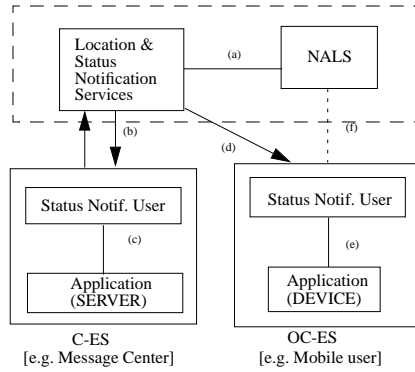 Location &
Status
Notification
Services
(a)
NALS
(b)
(d)
(f)
Status Notif. User
Status Notif. User
(c)
(e)
Application
(SERVER)
Application
(DEVICE)
C-ES
[e.g. Message Center]
OC-ES
[e.g. Mobile user]